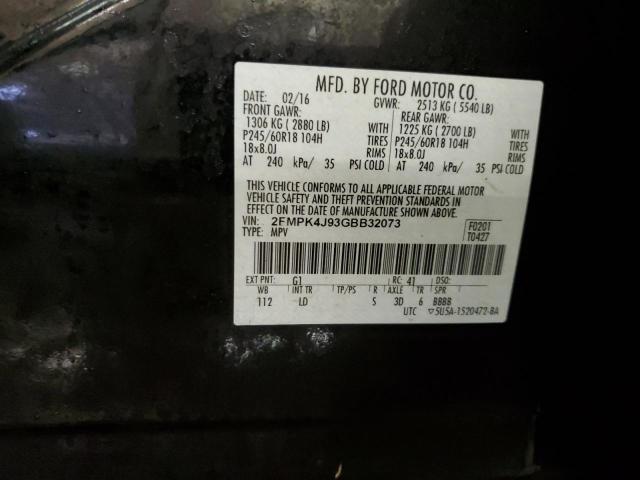 MFD. BY FORD MOTOR CO.
DATE: 02/16 GVWR: 2513 KG ( 5540 LB)
FRONT GAWR: REAR GAWR:
1306 KG ( 2880 LB) WITH 1225 KG ( 2700 LB) WITH
P245/60R18 104H TIRES P245/60R18 104H TIRES
18x8.0J RIMS 18x8.0J RIMS
AT 240 kPa/ 35 PSI COLD AT 240 kPa/ 35 PSI COLD
THIS VEHICLE CONFORMS TO ALL APPLICABLE FEDERAL MOTOR
VEHICLE SAFETY AND THEFT PREVENTION STANDARDS IN
EFFECT ON THE DATE OF MANUFACTURE SHOWN ABOVE.
VIN: 2FMPK4J93GBB32073 F0201
TYPE: MPV T0427
EXT PNT: G1 RC: 41 DSO:
WB INT TR TP/PS R AXLE TR SPR
112 LD S 3D 6 BBBB
UTC ▽5U5A-1520472-BA